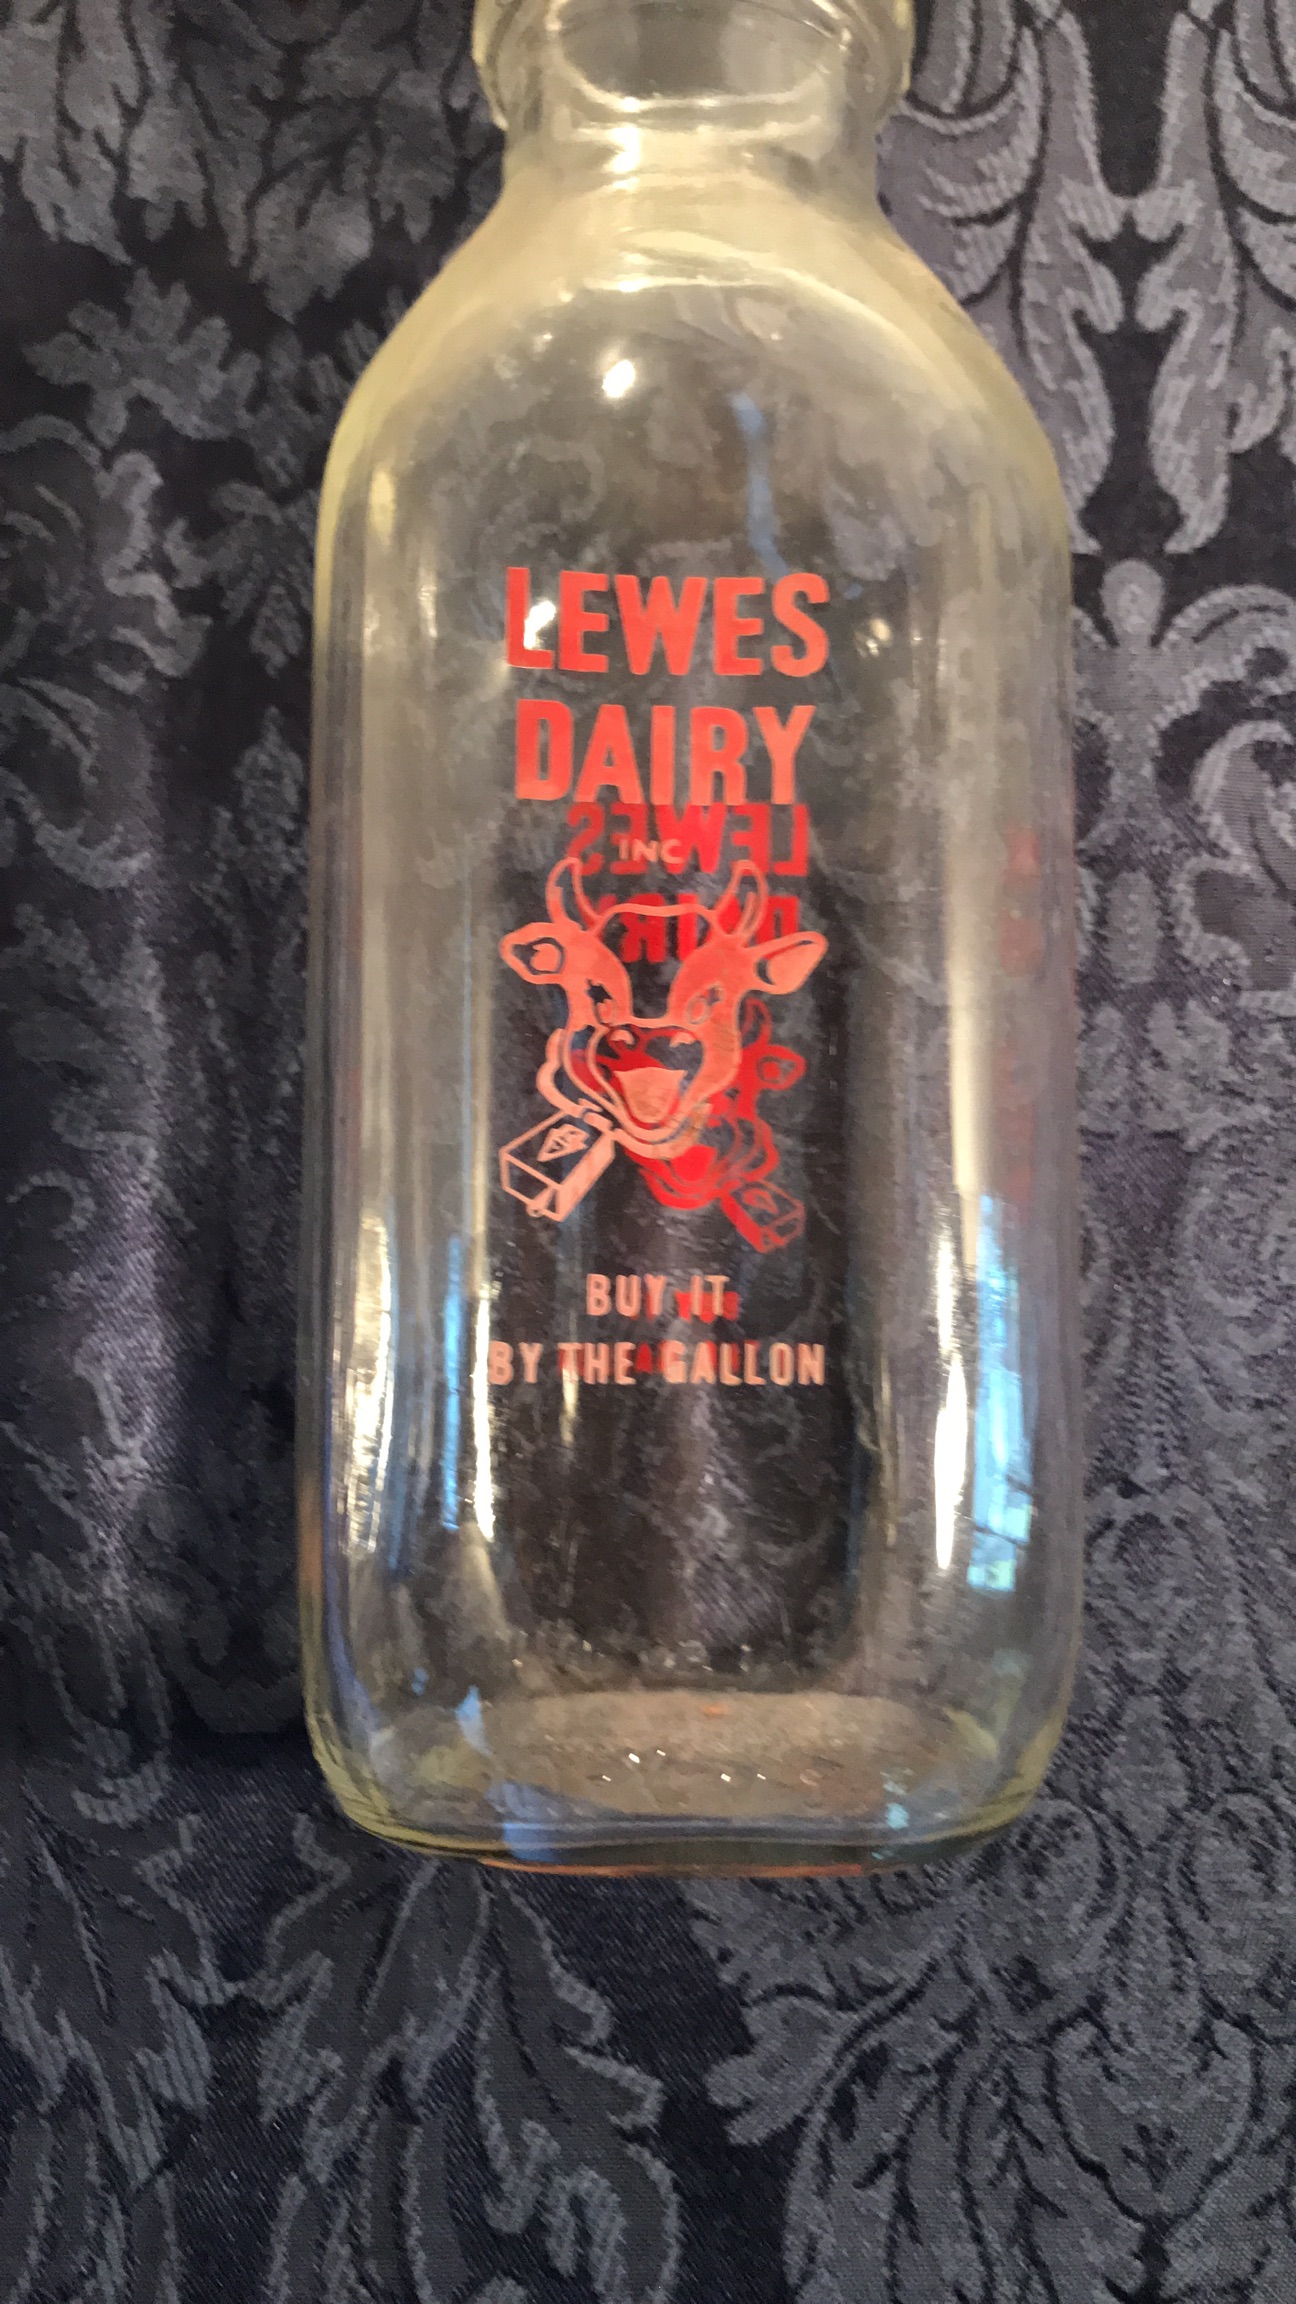 LEWES
DAIRY
INC
BUY IT
BY THE GALLON